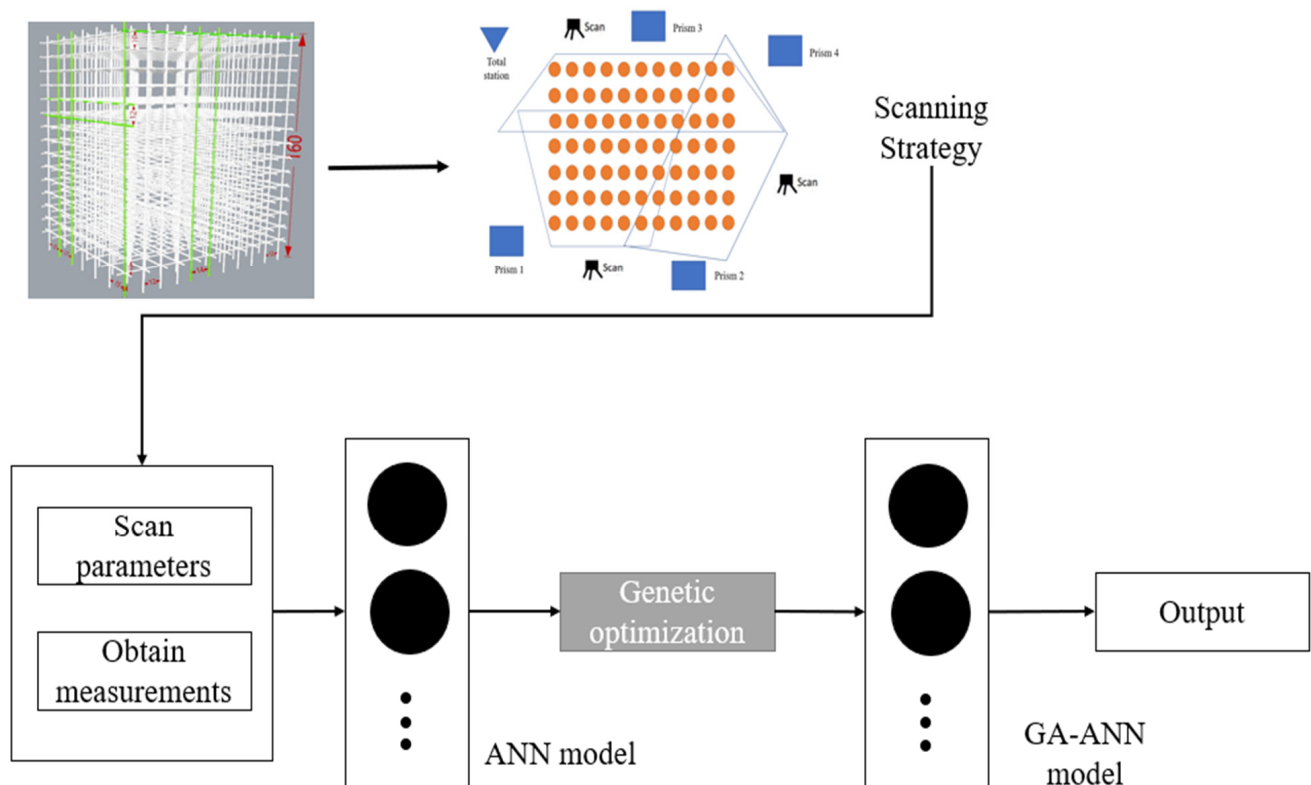 160
Scan
Prism 3
Prism 4
Total
station
Scanning
Strategy
Scan
Prism 1
Scan
Prism 2
Scan
parameters
Obtain
measurements
Genetic
optimization
Output
ANN model
GA-ANN
model